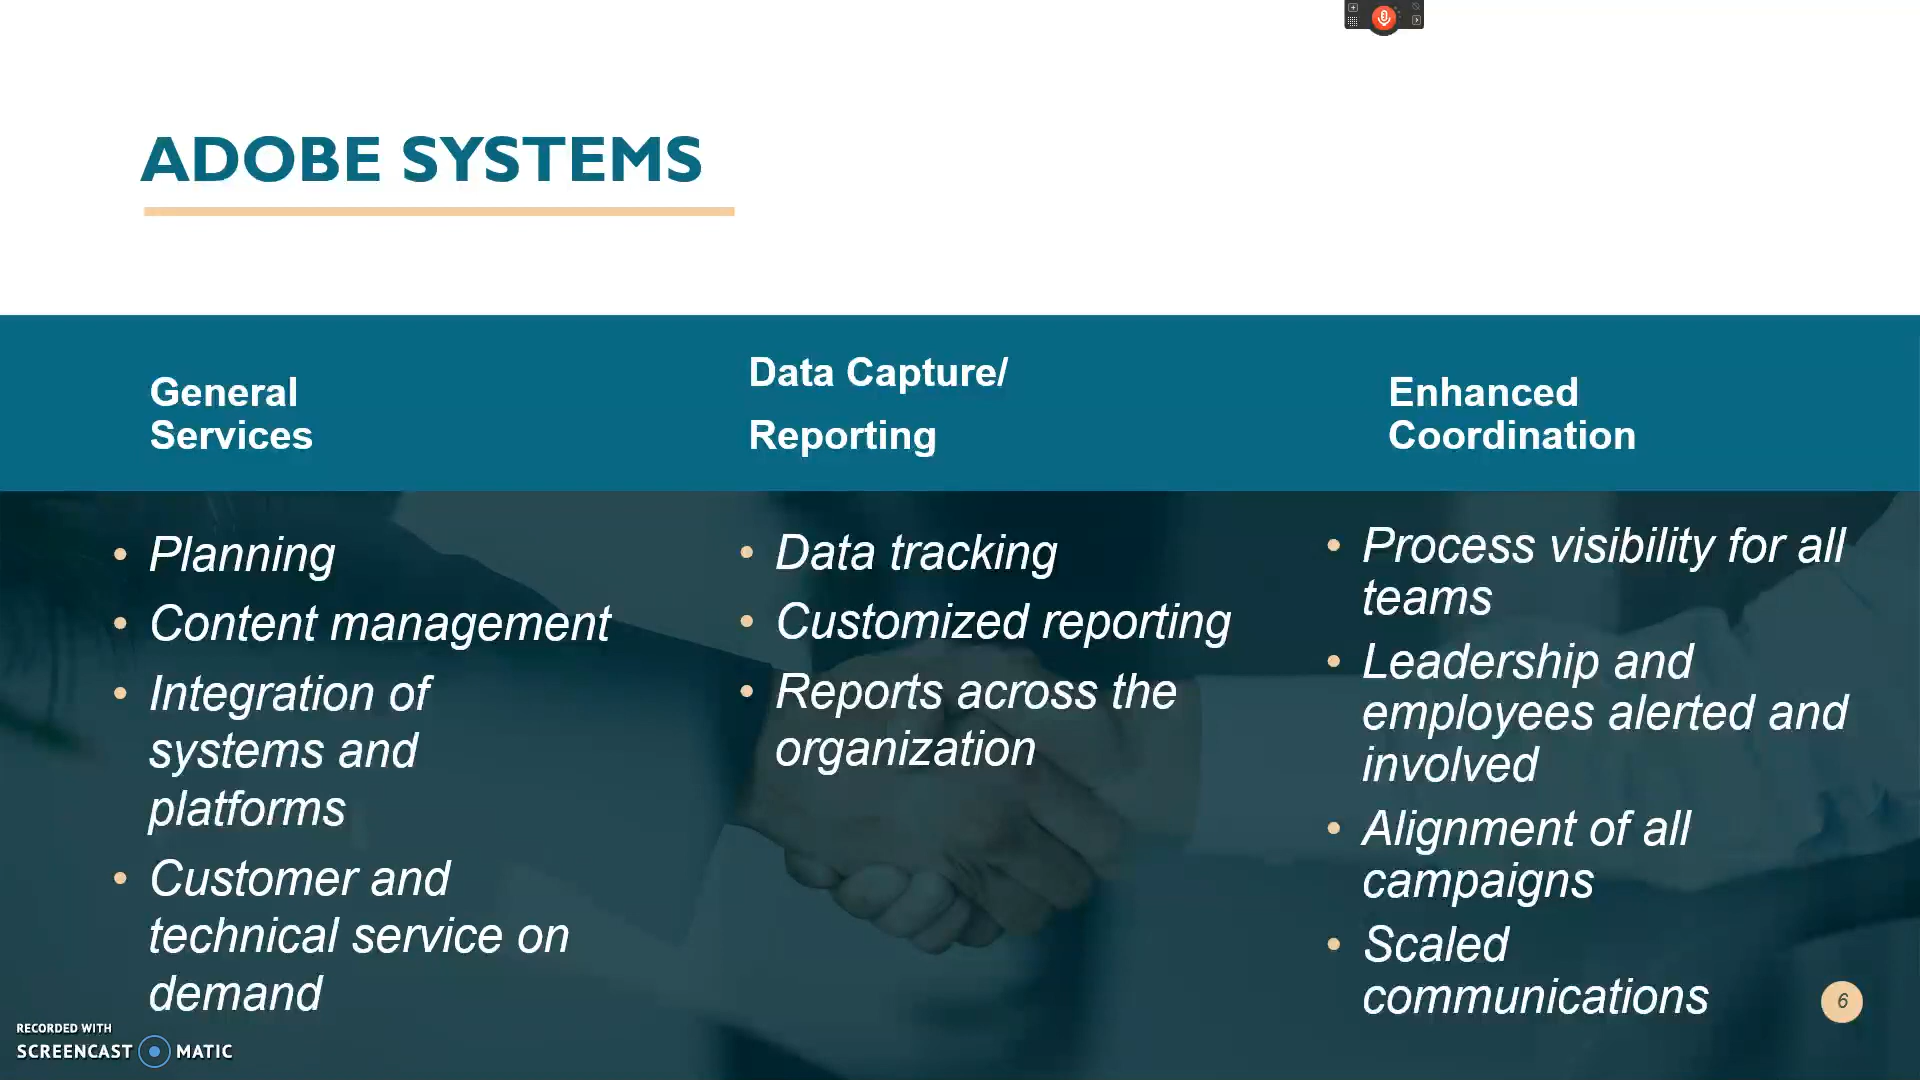 ADOBE SYSTEMS
General
Services
Data Capture/
Reporting
Enhanced
Coordination
Planning
Content management
Integration of
systems and
platforms
Customer and
technical service on
demand
Data tracking
Customized reporting
Reports across the
organization
Process visibility for all
teams
Leadership and
employees alerted and
involved
Alignment of all
campaigns
Scaled
communications
6
RECORDED WITH
SCREENCAST MATIC